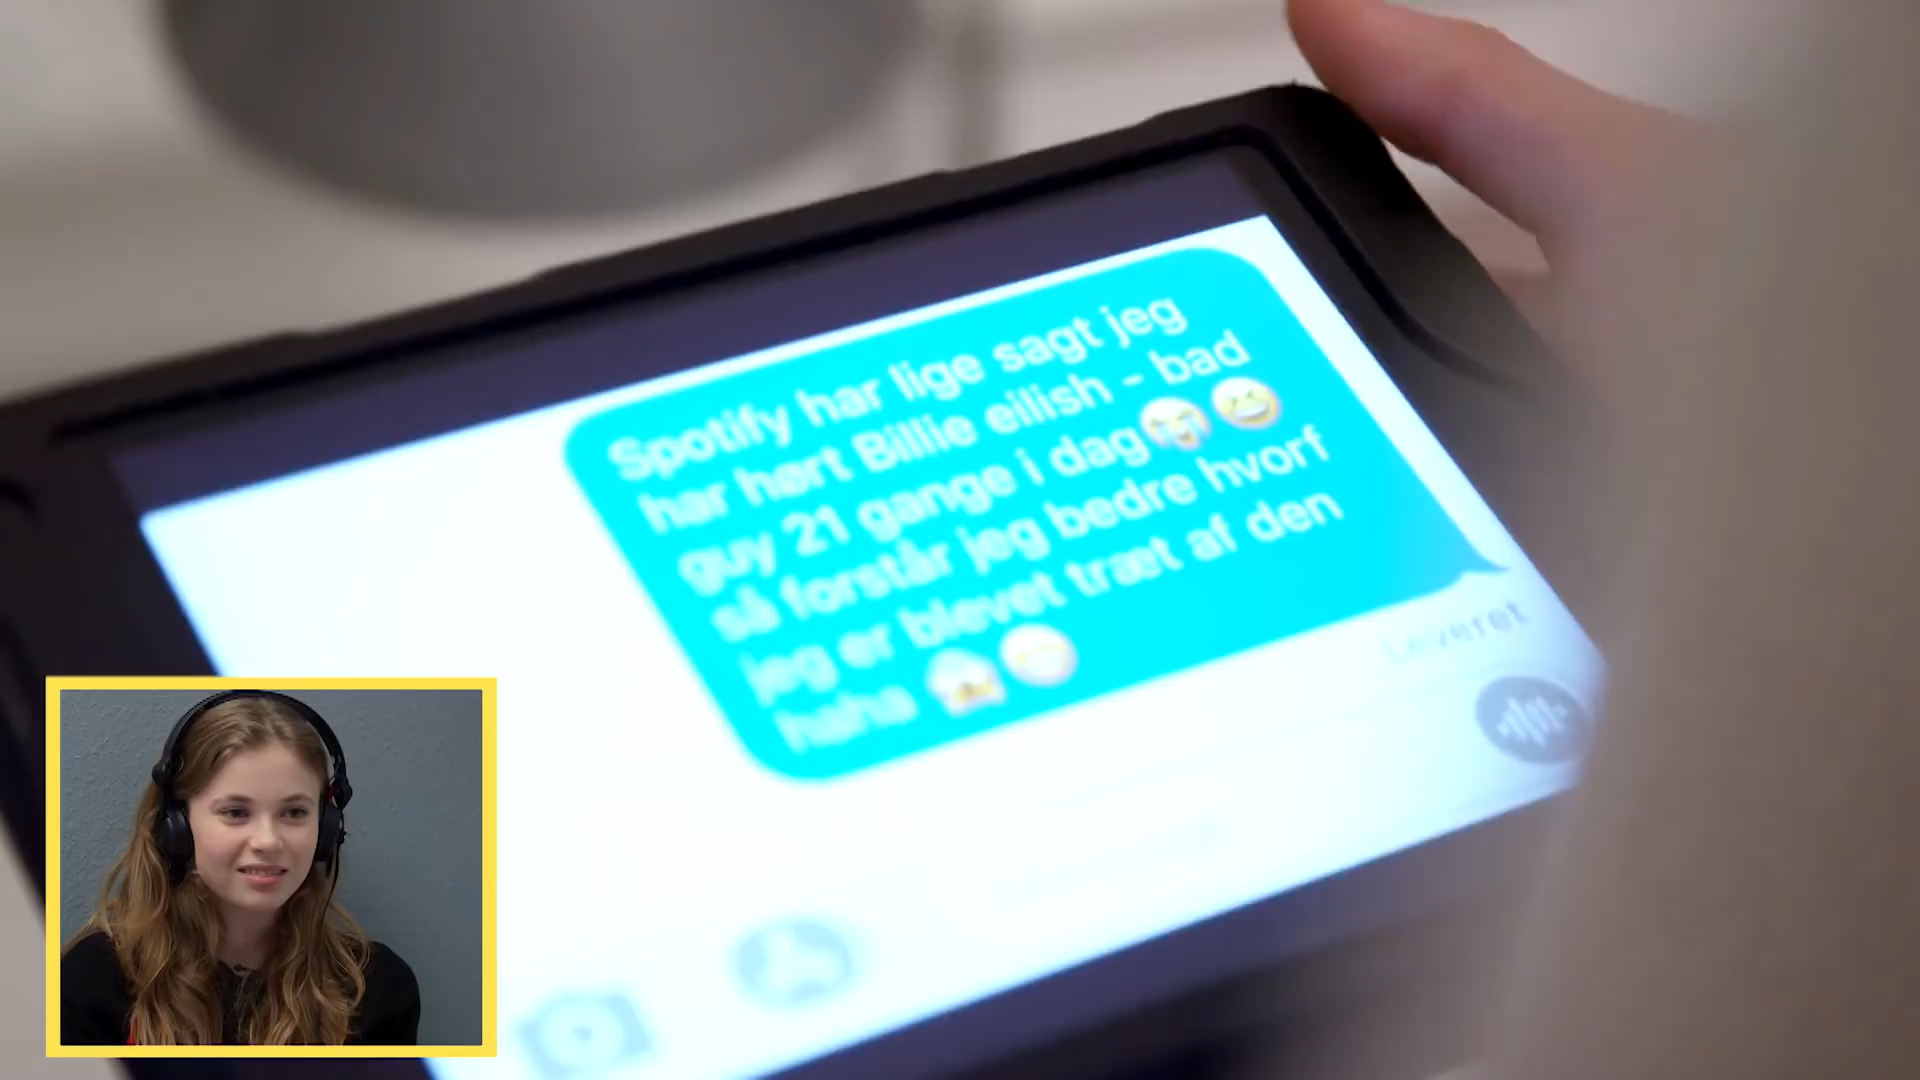 Spotify har lige sagt jeg
har hørt Billie eilish - bad
guy 21 gange i dag😭😆
så forstår jeg bedre hvorf
jeg er blevet træt af den
haha 🙈😁
Leveret